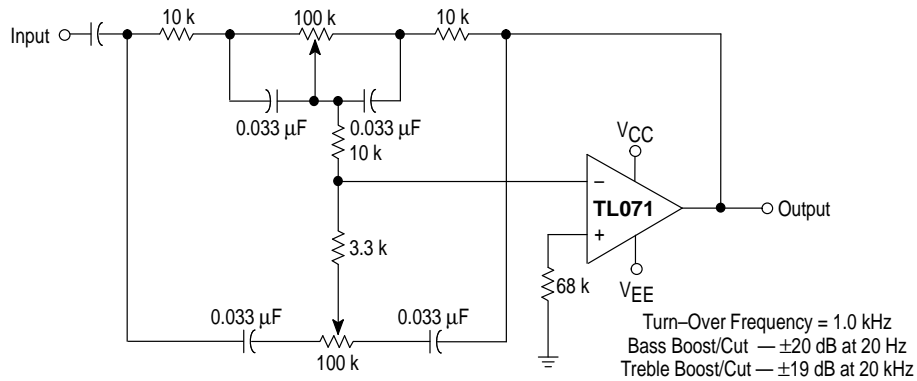 10 k
100 k
10 k
Input
0.033 μF
0.033 μF
10 k
VCC
–
TL071
+
Output
3.3 k
68 k
VEE
0.033 μF
0.033 μF
100 k
Turn–Over Frequency = 1.0 kHz
Bass Boost/Cut — ±20 dB at 20 Hz
Treble Boost/Cut — ±19 dB at 20 kHz